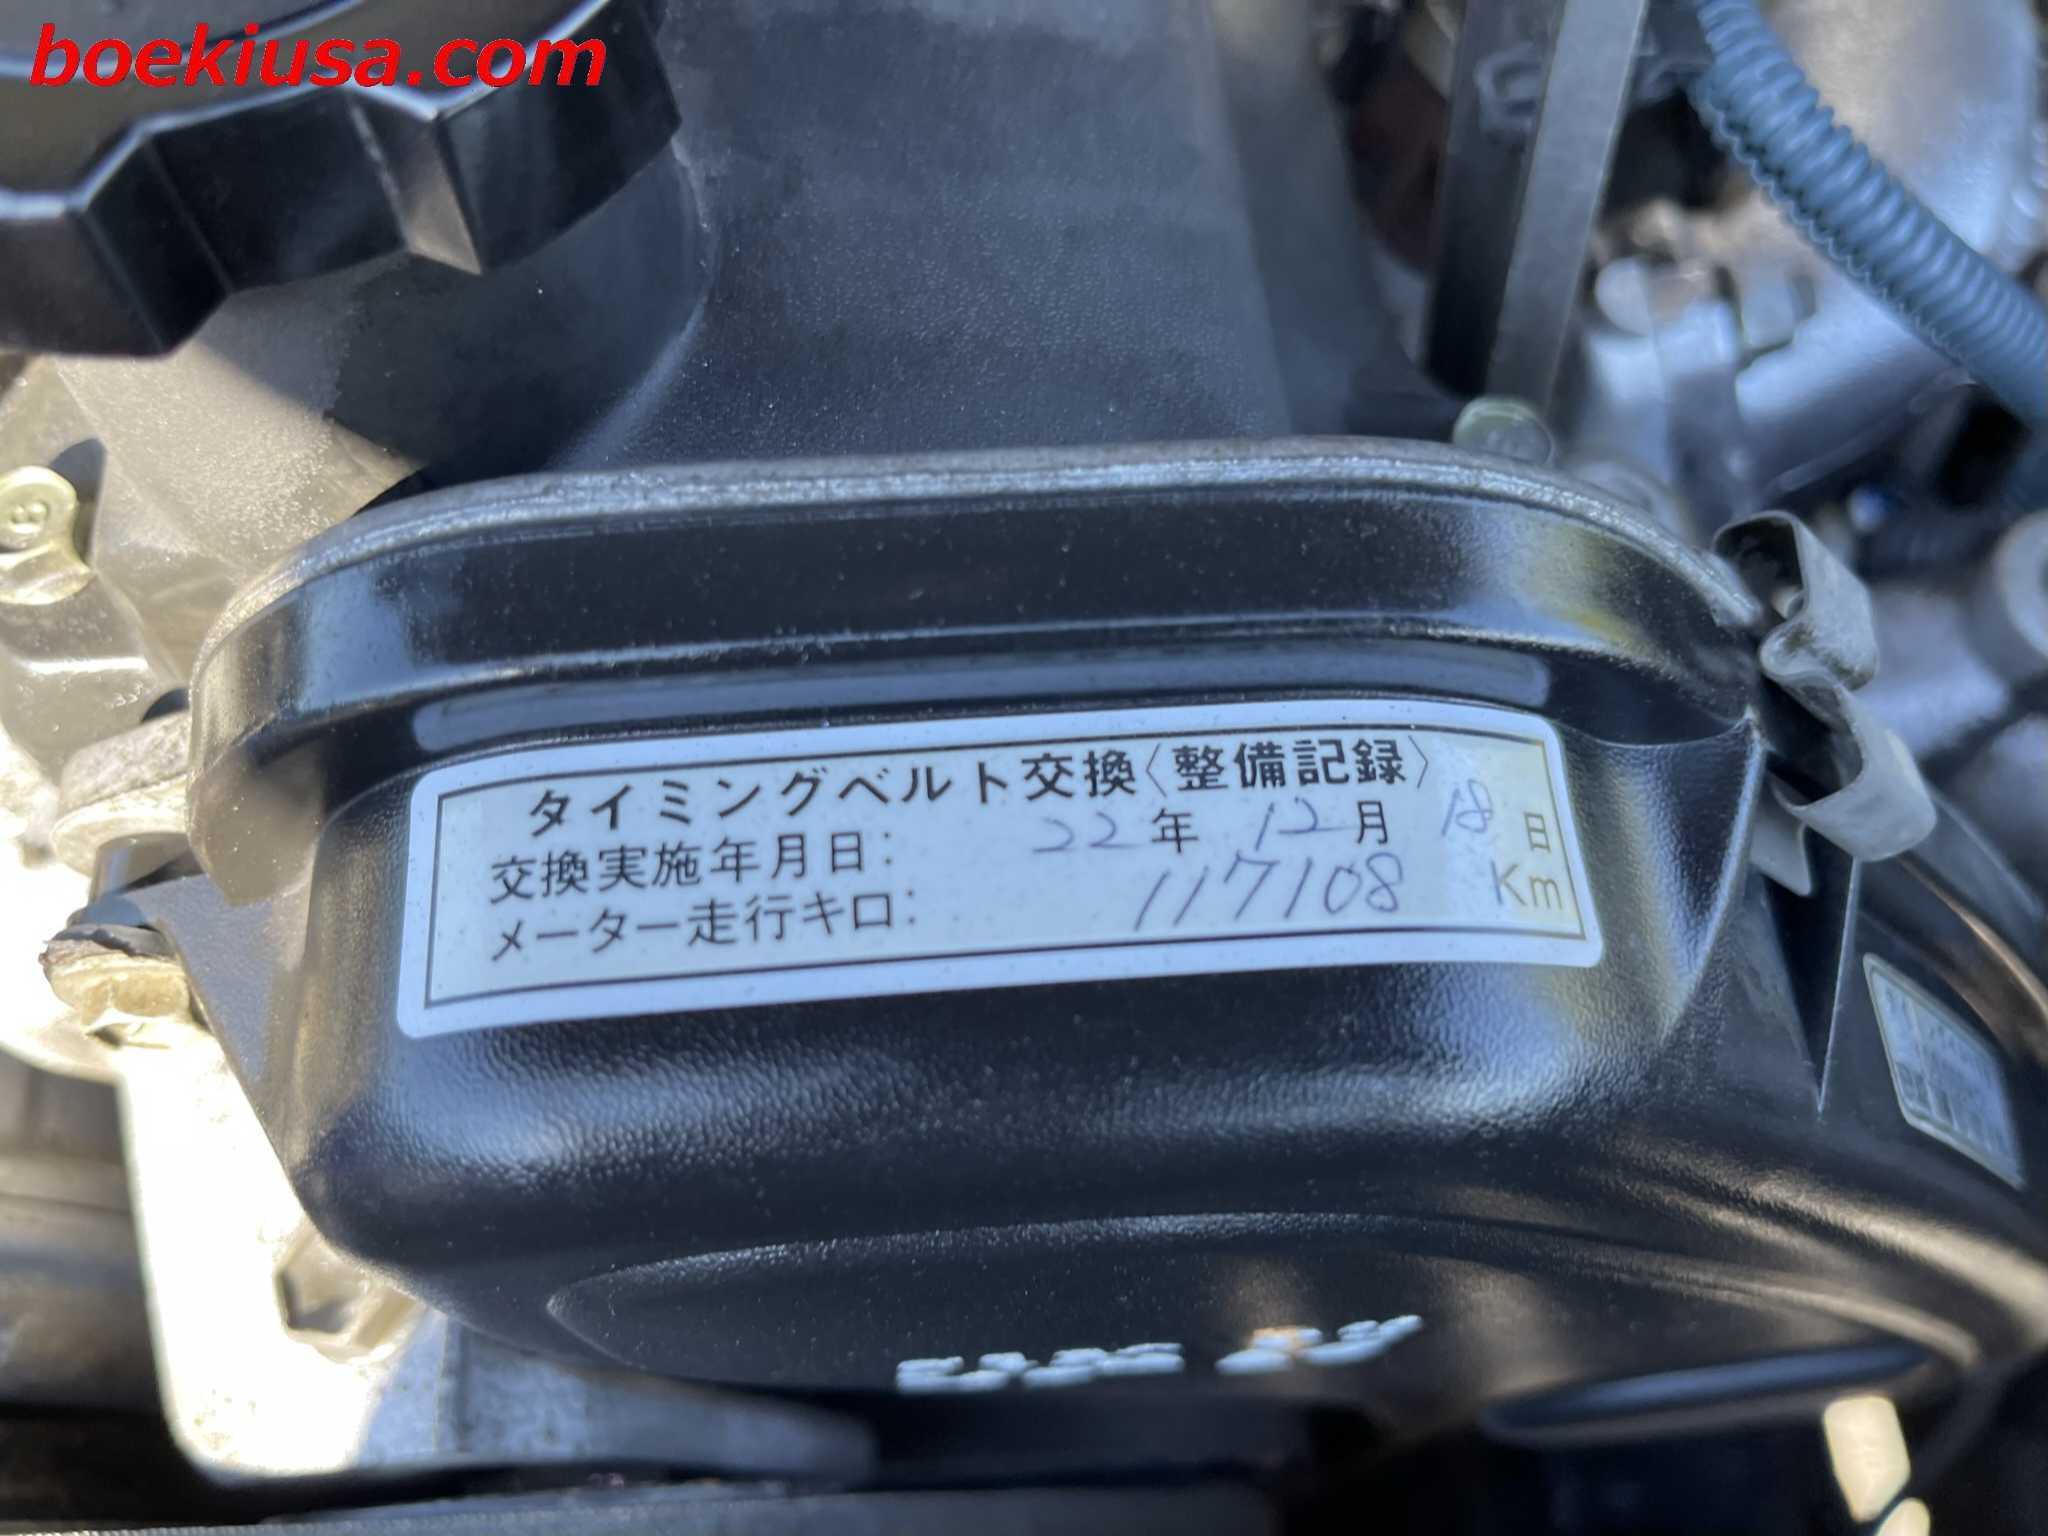 boekiusa.com
タイミングベルト交換〈整備記録〉
交換実施年月日: 22年 12月 18日
メーター走行キロ: 117108 Km